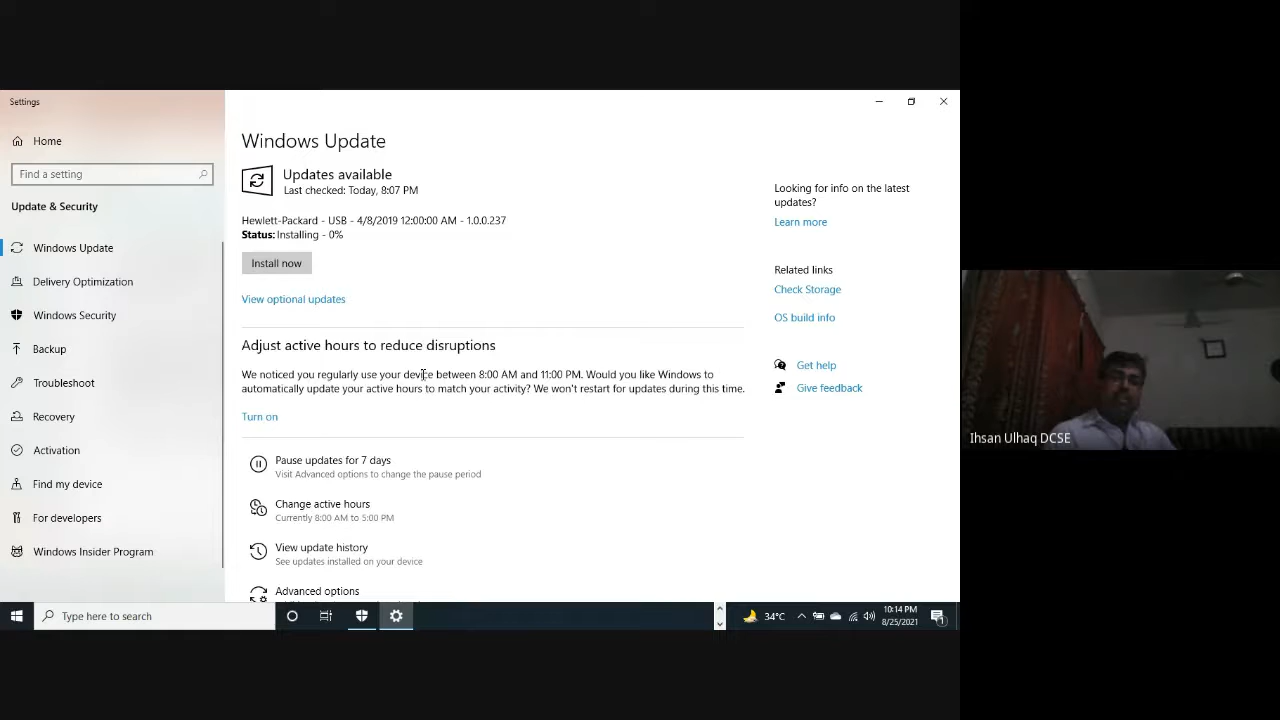 Settings
Home
Find a setting
Update & Security
Windows Update
Delivery Optimization
Windows Security
Backup
Troubleshoot
Recovery
Activation
Find my device
For developers
Windows Insider Program
Windows Update
Updates available
Last checked: Today, 8:07 PM
Hewlett-Packard - USB - 4/8/2019 12:00:00 AM - 1.0.0.237
Status: Installing - 0%
Install now
View optional updates
Adjust active hours to reduce disruptions
We noticed you regularly use your device between 8:00 AM and 11:00 PM. Would you like Windows to
automatically update your active hours to match your activity? We won't restart for updates during this time.
Turn on
Pause updates for 7 days
Visit Advanced options to change the pause period
Change active hours
Currently 8:00 AM to 5:00 PM
View update history
See updates installed on your device
Advanced options
Looking for info on the latest
updates?
Learn more
Related links
Check Storage
OS build info
Get help
Give feedback
Ihsan Ulhaq DCSE
Type here to search
34°C
10:14 PM
8/25/2021
1